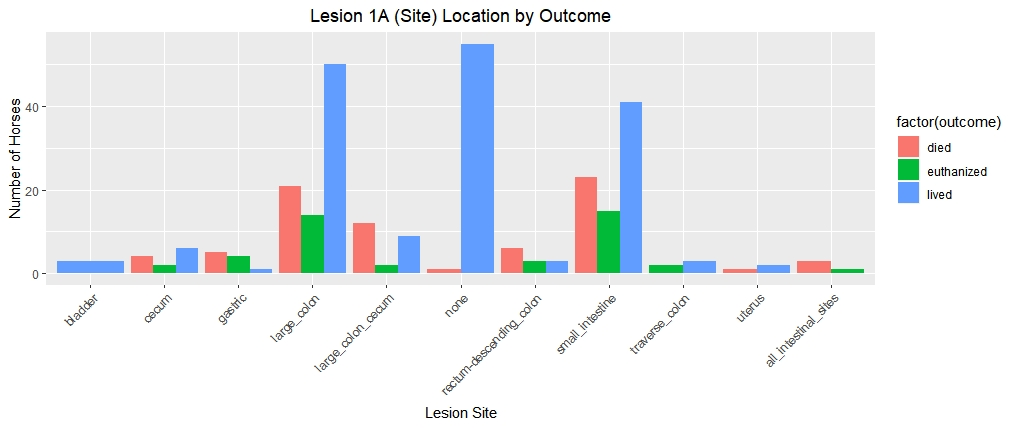 Lesion 1A (Site) Location by Outcome
Number of Horses
40
20
0
bladder
cecum
gastric
large_colon
large_colon_cecum
none
rectum-descending_colon
small_intestine
traverse_colon
uterus
all_intestinal_sites
Lesion Site
factor(outcome)
died
euthanized
lived